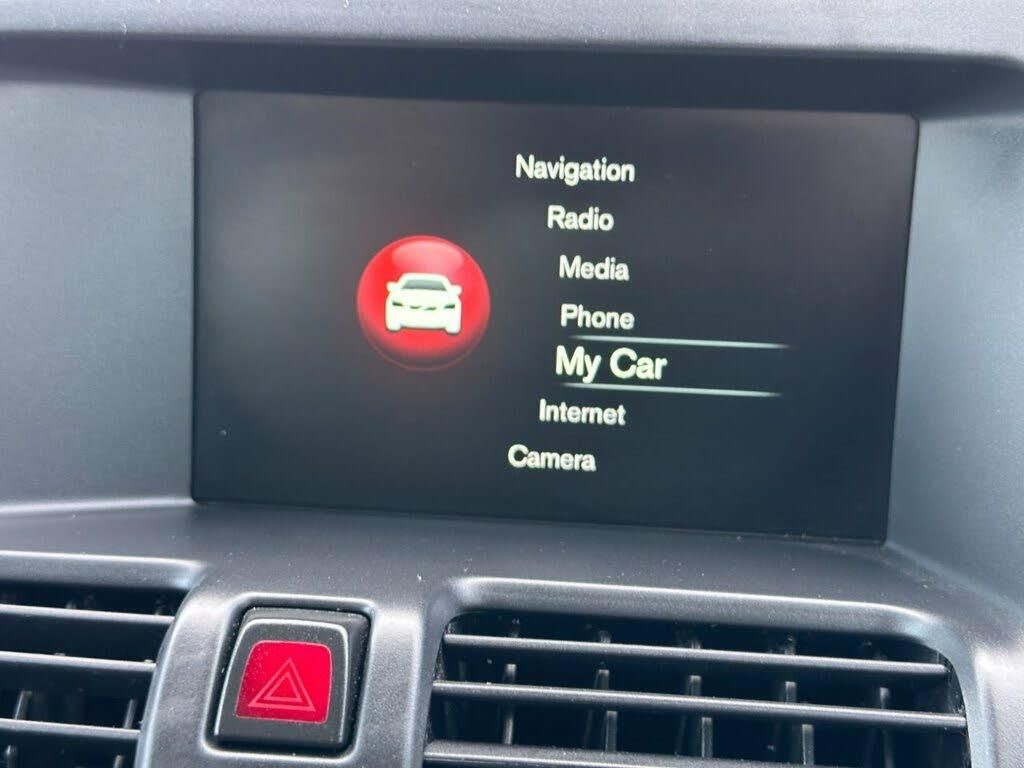 Navigation
Radio
Media
Phone
My Car
Internet
Camera